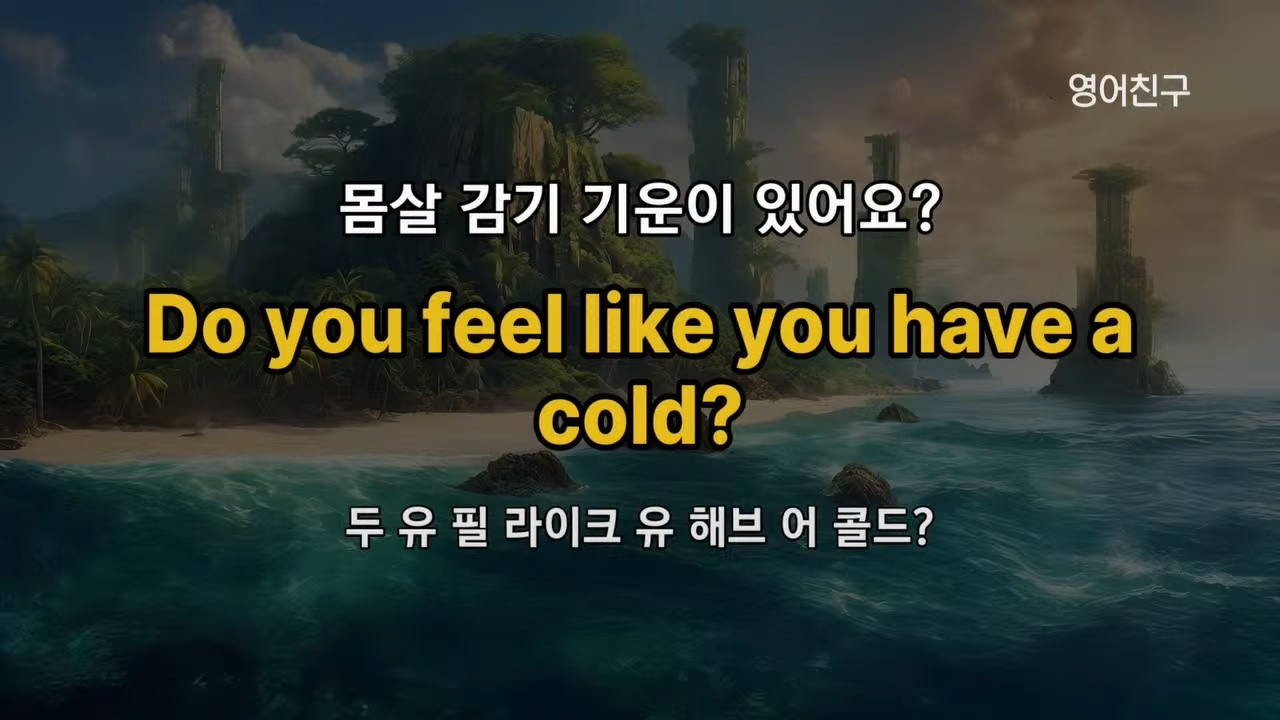 영어친구
몸살 감기 기운이 있어요?
Do you feel like you have a
cold?
두 유 필 라이크 유 해브 어 콜드?